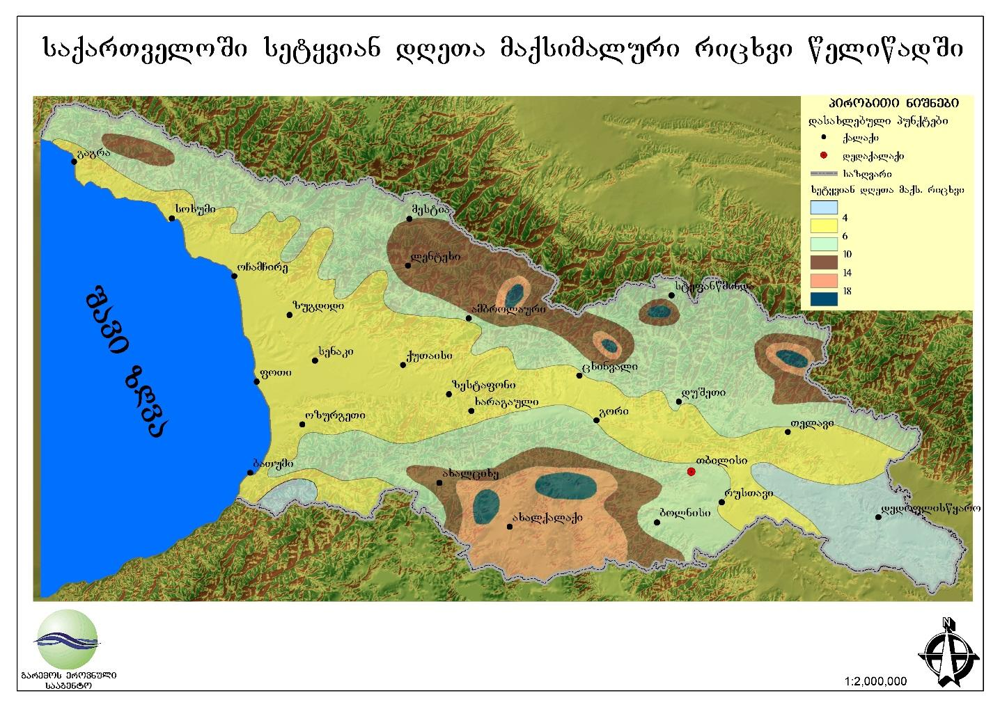 საქართველოში სეტყვიან დღეთა მაქსიმალური რიცხვი წელიწადში
პირობითი ნიშნები
დასახლებული პუნქტები
ქალაქი
დედაქალაქი
საზღვარი
სეტყვიან დღეთა მაქს. რიცხვი
4
6
10
14
18
გაგრა
სოხუმი
მესტია
ლენტეხი
ოჩამჩირე
სტეფანწმინდა
ზუგდიდი
ამბროლაური
შავი ზღვა
სენაკი
ქუთაისი
ცხინვალი
ფოთი
ზესტაფონი
დუშეთი
ხარაგაული
ოზურგეთი
გორი
თელავი
ბათუმი
თბილისი
ახალციხე
რუსთავი
ბოლნისი
დედოფლისწყარო
ახალქალაქი
გარემოს ეროვნული
სააგენტო
N
1:2,000,000